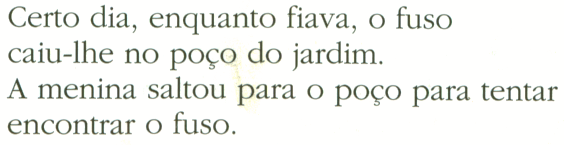 Certo dia, enquanto fiava, o fuso
caiu-lhe no poço do jardim.
A menina saltou para o poço para tentar
encontrar o fuso.